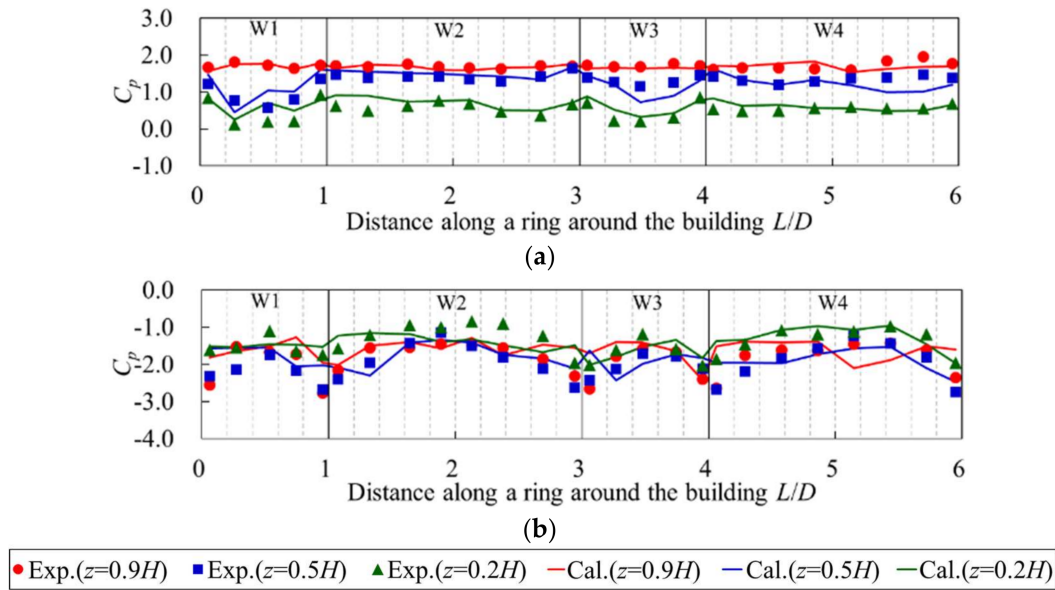 3.0
W1 W2 W3 W4
2.0
1.0
0.0
-1.0
Cp
0 1 2 3 4 5 6
Distance along a ring around the building L/D
(a)
0.0
W1 W2 W3 W4
-1.0
-2.0
-3.0
-4.0
Cp
0 1 2 3 4 5 6
Distance along a ring around the building L/D
(b)
Exp.(z=0.9H) Exp.(z=0.5H) Exp.(z=0.2H) Cal.(z=0.9H) Cal.(z=0.5H) Cal.(z=0.2H)